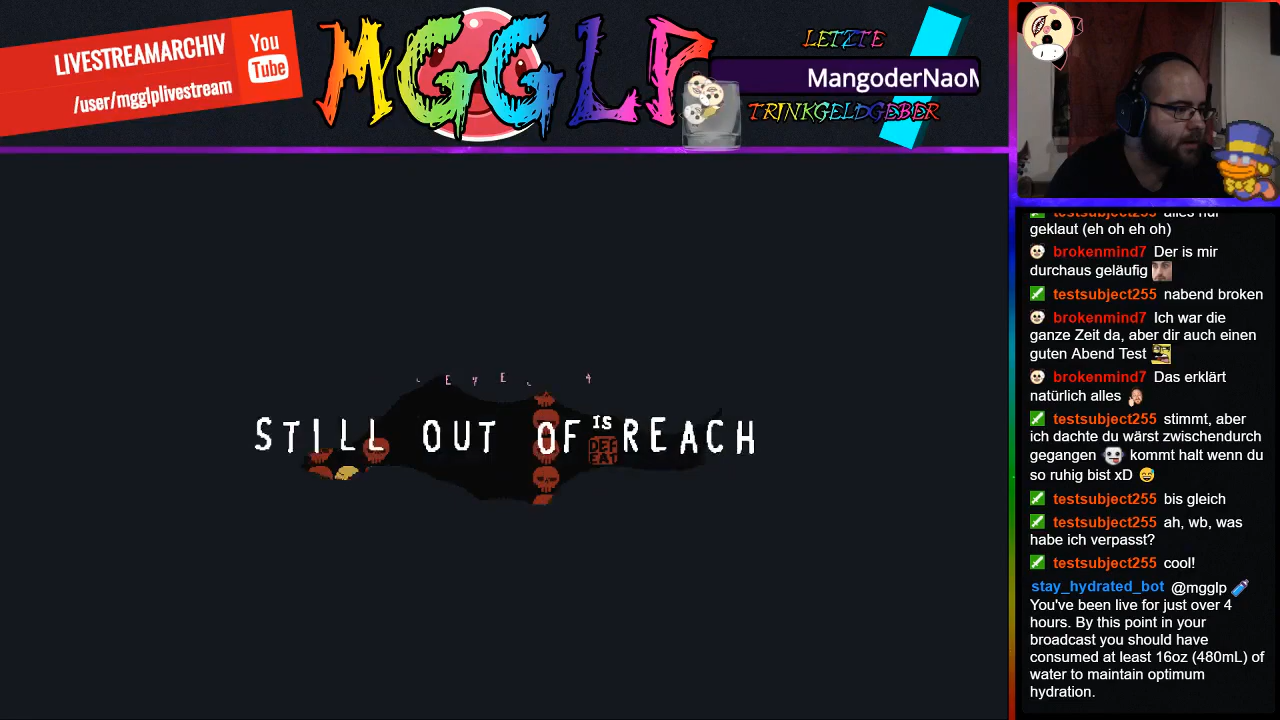 LIVESTREAMARCHIV
You
Tube
/user/mgglplivestream
MGGLP
LETZTE
MangoderNaoM
TRINKGELDGEBER
STILL OUT OF REACH
IS
DEF
EAT
geklaut (eh oh eh oh)
brokenmind7 Der is mir
durchaus geläufig
testsubject255 nabend broken
brokenmind7 Ich war die
ganze Zeit da, aber dir auch einen
guten Abend Test
brokenmind7 Das erklärt
natürlich alles
testsubject255 stimmt, aber
ich dachte du wärst zwischendurch
gegangen kommt halt wenn du
so ruhig bist xD
testsubject255 bis gleich
testsubject255 ah, wb, was
habe ich verpasst?
testsubject255 cool!
stay_hydrated_bot @mgglp
You've been live for just over 4
hours. By this point in your
broadcast you should have
consumed at least 16oz (480mL) of
water to maintain optimum
hydration.